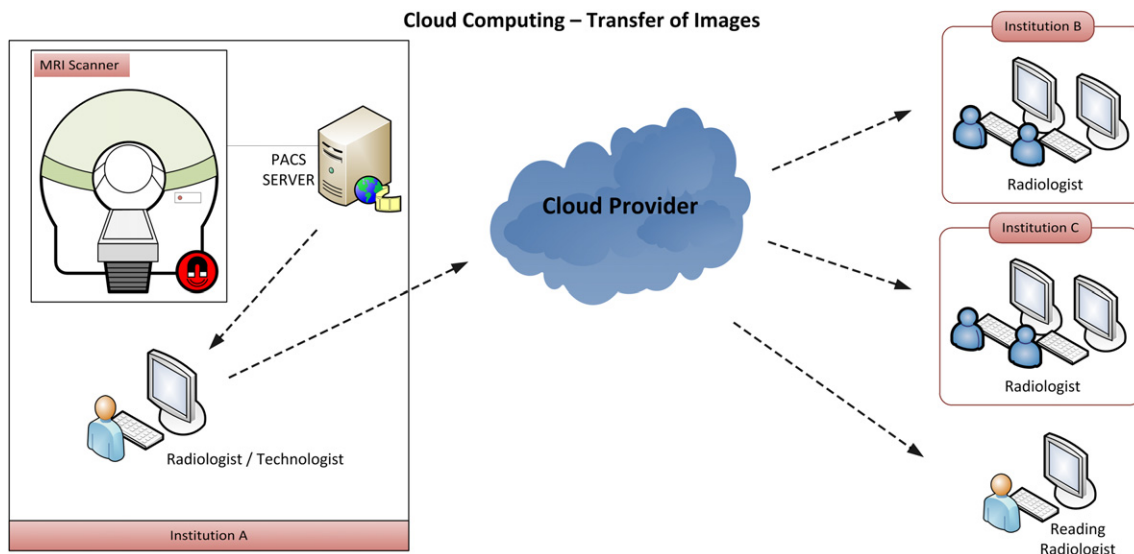 Cloud Computing – Transfer of Images
MRI Scanner
PACS
SERVER
Radiologist / Technologist
Institution A
Cloud Provider
Institution B
Radiologist
Institution C
Radiologist
Reading
Radiologist